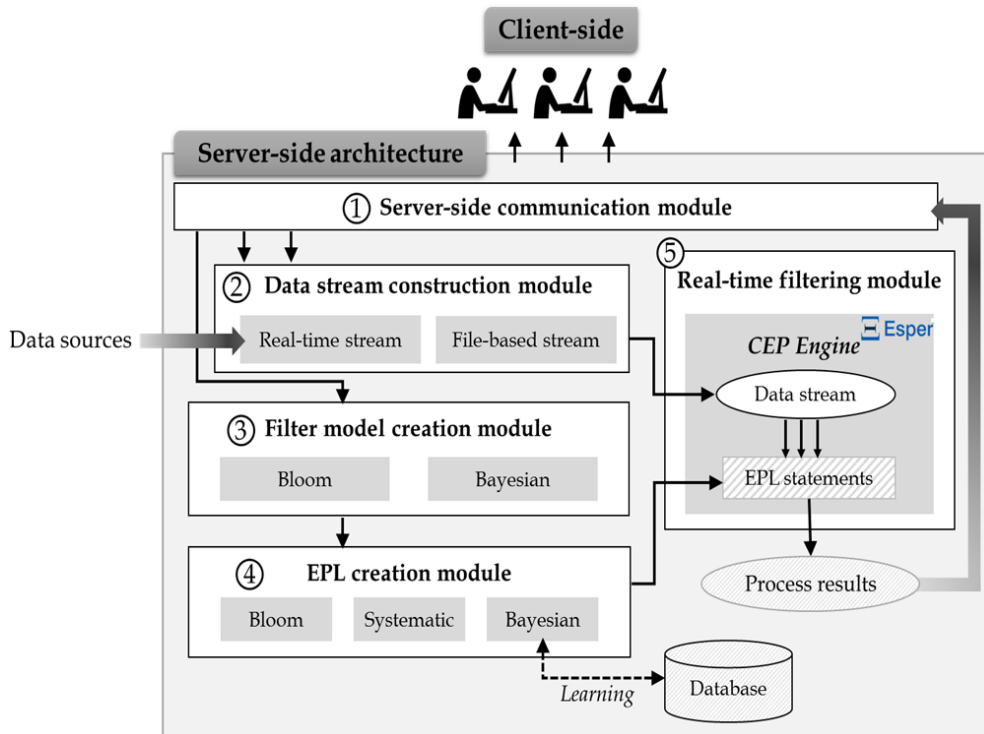 Client-side
Server-side architecture
① Server-side communication module
② Data stream construction module
Data sources
Real-time stream
File-based stream
③ Filter model creation module
Bloom
Bayesian
④ EPL creation module
Bloom
Systematic
Bayesian
Learning
Database
⑤
Real-time filtering module
Esper
CEP Engine
Data stream
EPL statements
Process results